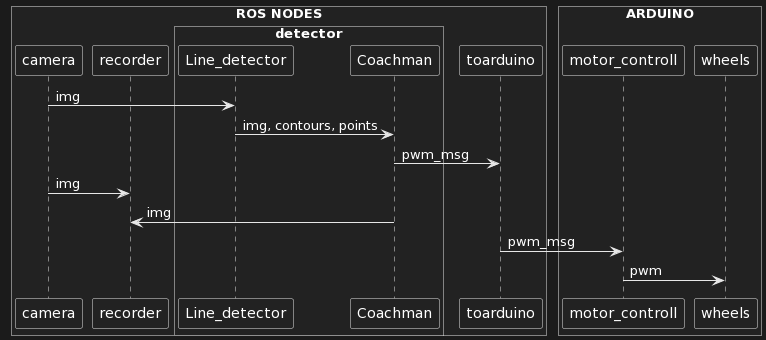 ROS NODES
ARDUINO
detector
camera
recorder
Line_detector
Coachman
toarduino
motor_controll
wheels
img
img, contours, points
pwm_msg
img
img
pwm_msg
pwm
camera
recorder
Line_detector
Coachman
toarduino
motor_controll
wheels